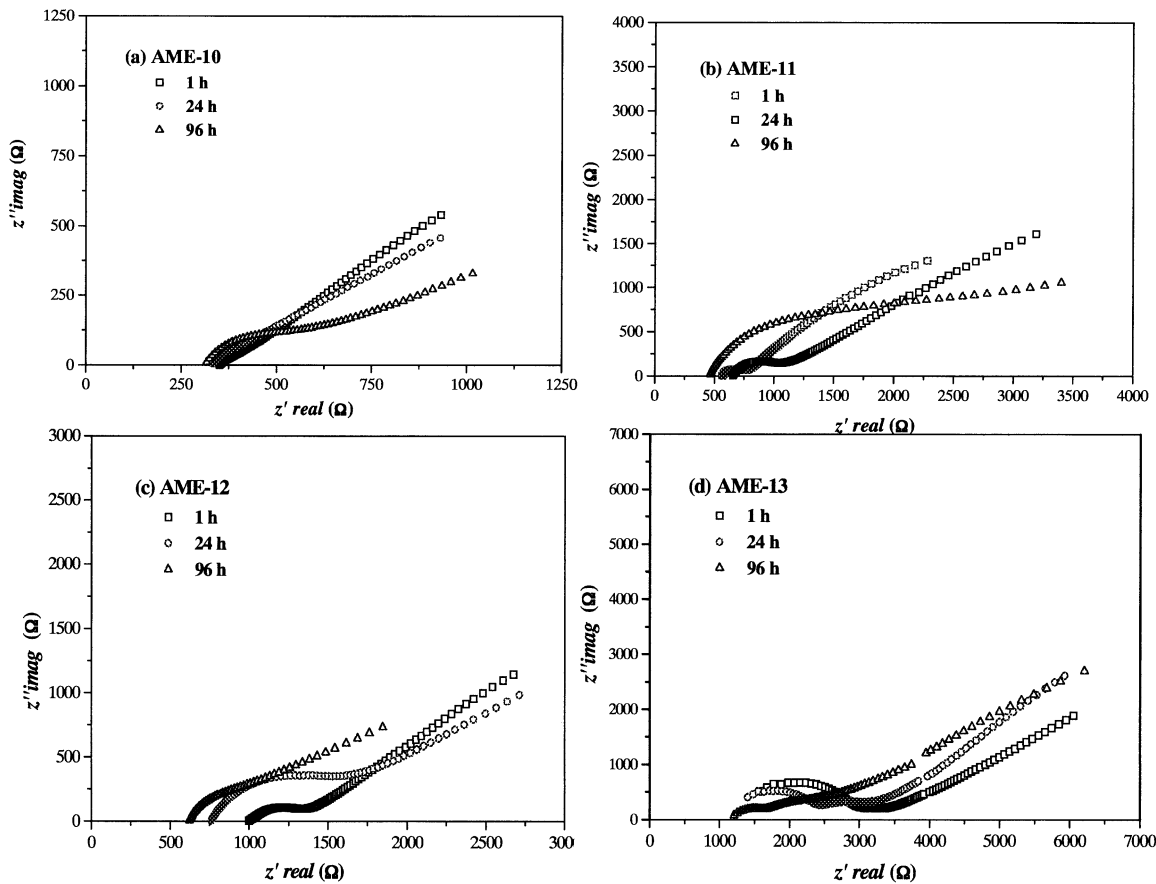 1250
1000
750
500
250
0
z''imag (Ω)
(a) AME-10
1 h
24 h
96 h
0
250
500
750
1000
1250
z' real (Ω)
4000
3500
3000
2500
2000
1500
1000
500
0
z''imag (Ω)
(b) AME-11
1 h
24 h
96 h
0
500
1000
1500
2000
2500
3000
3500
4000
z' real (Ω)
3000
2500
2000
1500
1000
500
0
z''imag (Ω)
(c) AME-12
1 h
24 h
96 h
0
500
1000
1500
2000
2500
300
z' real (Ω)
7000
6000
5000
4000
3000
2000
1000
0
z''imag (Ω)
(d) AME-13
1 h
24 h
96 h
0
1000
2000
3000
4000
5000
6000
7000
z' real (Ω)